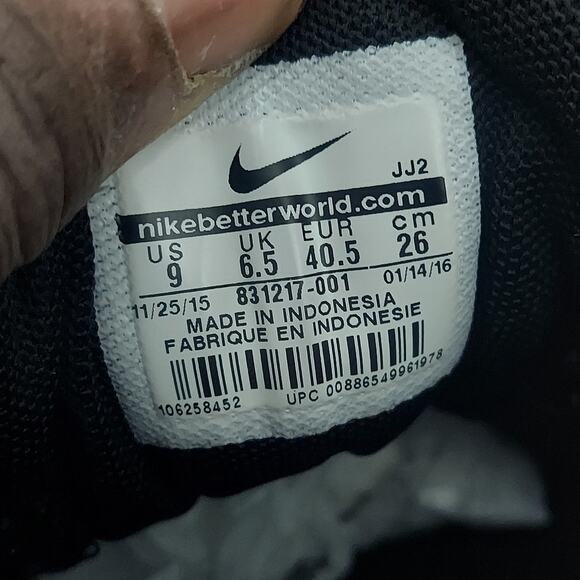 JJ2
nikebetterworld.com
US UK EUR cm
9 6.5 40.5 26
11/25/15 831217-001 01/14/16
MADE IN INDONESIA
FABRIQUE EN INDONESIE
106258452 UPC 00886549961978